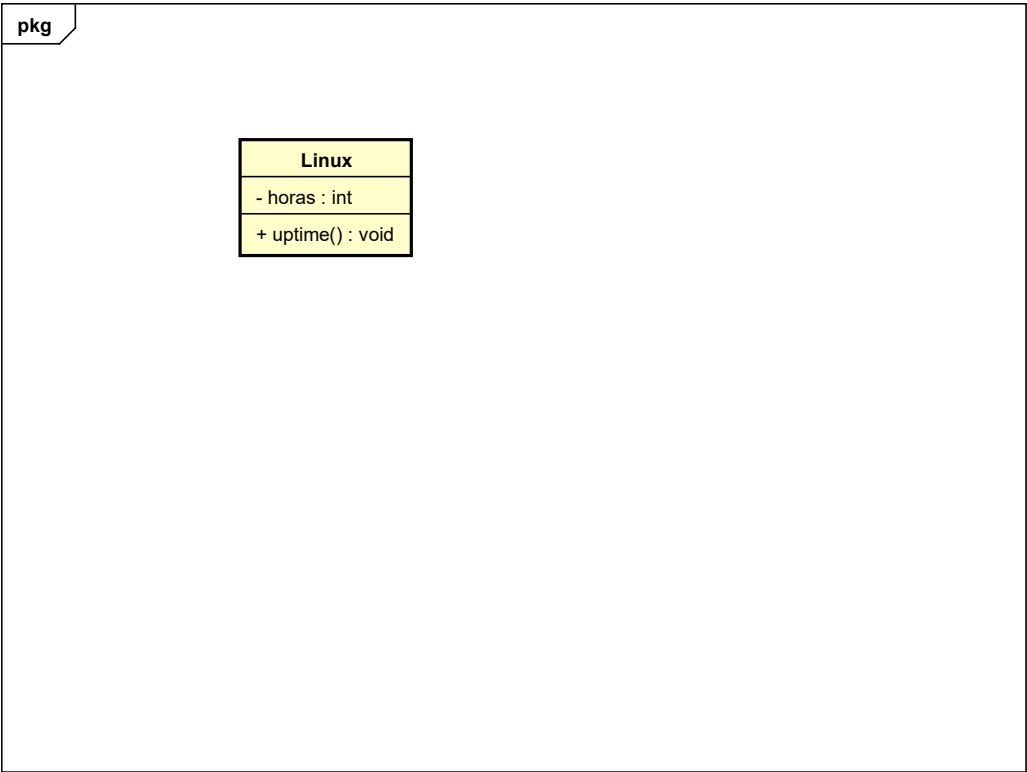 pkg
Linux
- horas : int
+ uptime() : void